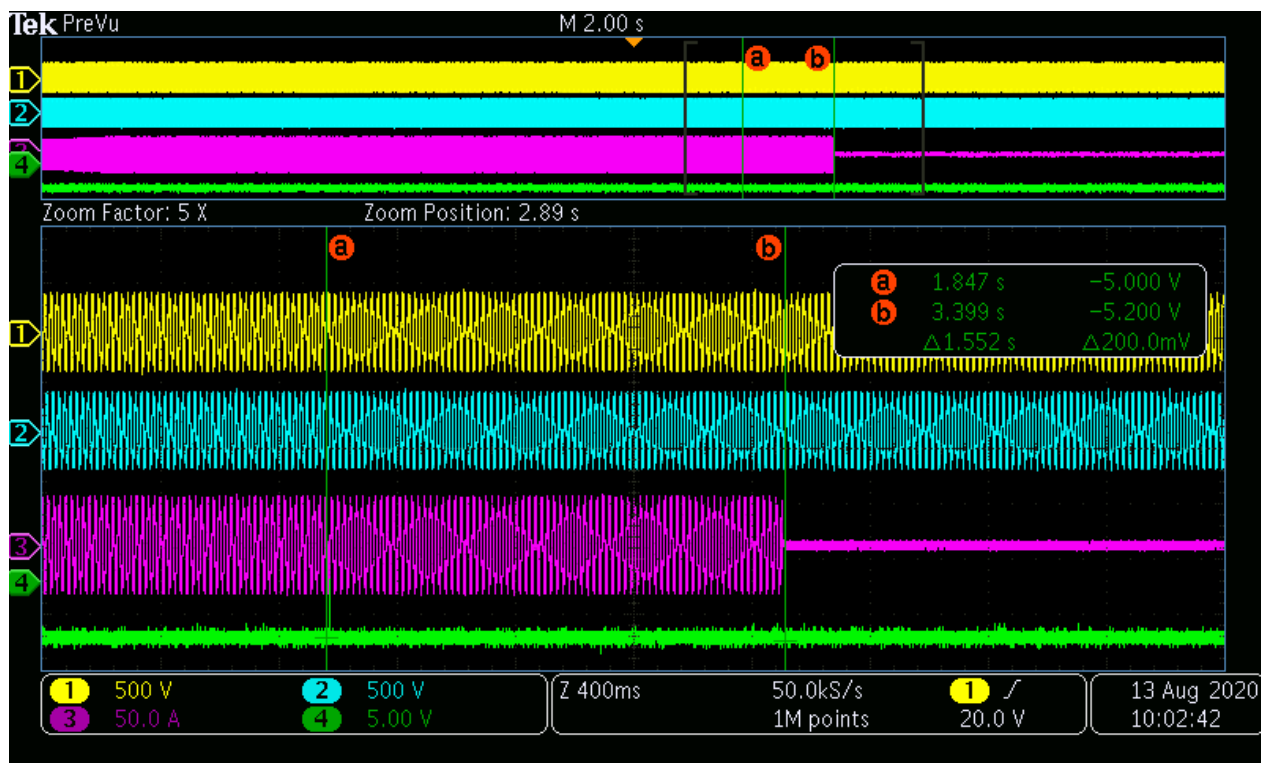 Tek PreVu M 2.00 s
a b
1
2
3
4
Zoom Factor: 5 X Zoom Position: 2.89 s
a b
a 1.847 s −5.000 V
b 3.399 s −5.200 V
△1.552 s △200.0mV
1
2
3
4
1 500 V 2 500 V Z 400ms 50.0kS/s 1 13 Aug 2020
3 50.0 A 4 5.00 V 1M points 20.0 V 10:02:42